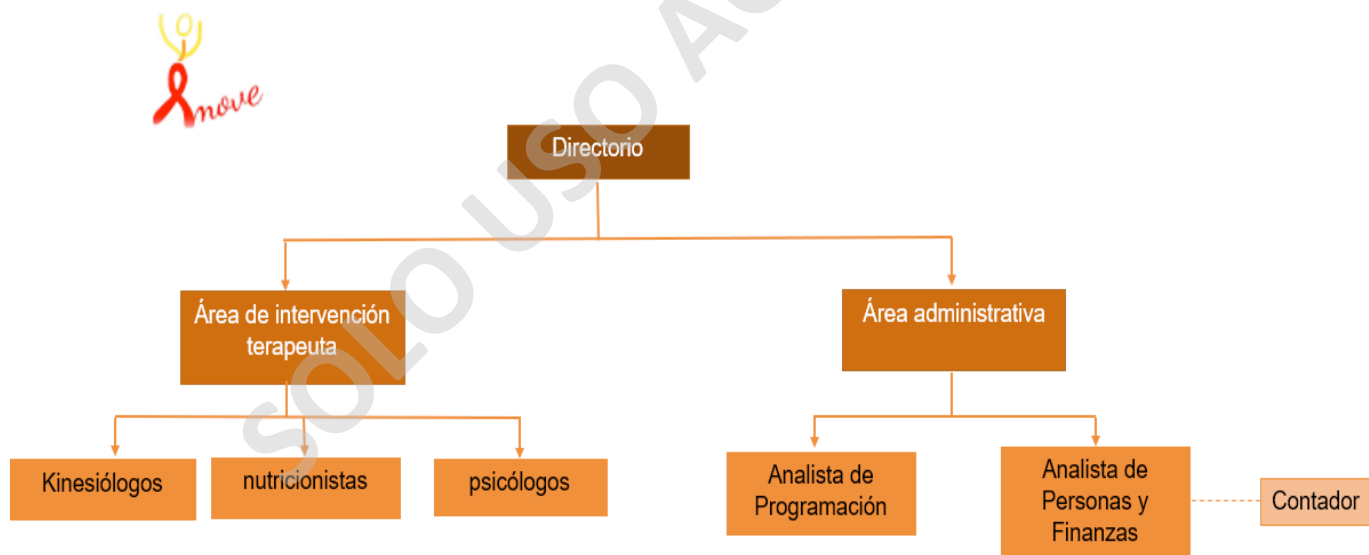 move
Directorio
Área de intervención
terapeuta
Área administrativa
Kinesiólogos
nutricionistas
psicólogos
Analista de
Programación
Analista de
Personas y
Finanzas
Contador
SOLO USO